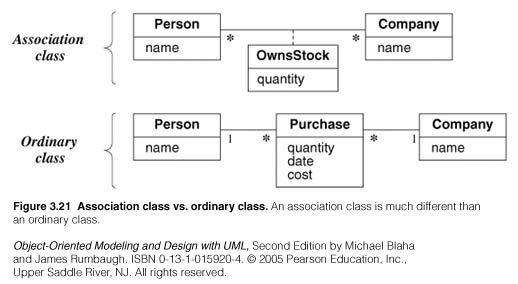 Person
Company
Association
class
name
*
*
name
OwnsStock
quantity
Person
Purchase
Company
Ordinary
class
name
1
*
quantity
date
cost
*
1
name
Figure 3.21 Association class vs. ordinary class. An association class is much different than
an ordinary class.
Object-Oriented Modeling and Design with UML, Second Edition by Michael Blaha
and James Rumbaugh. ISBN 0-13-1-015920-4. © 2005 Pearson Education, Inc.,
Upper Saddle River, NJ. All rights reserved.